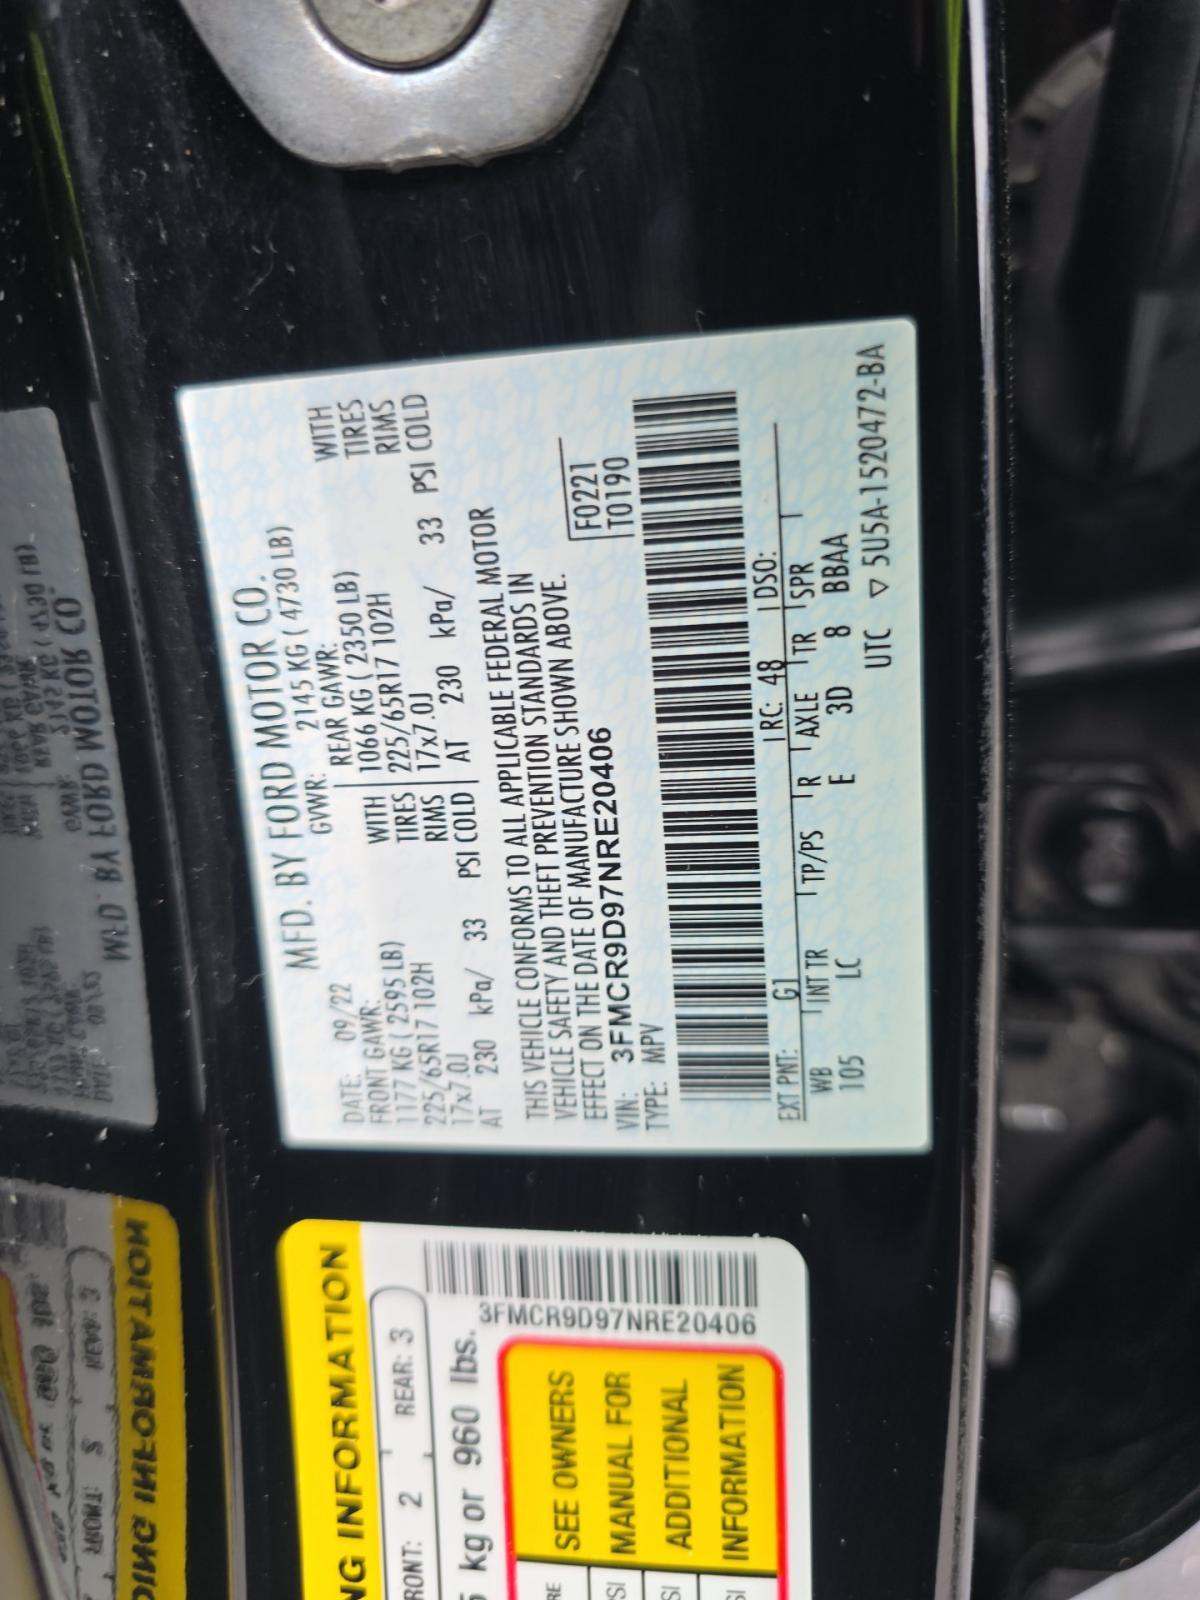 MFD. BY FORD MOTOR CO.
DATE: 09/22 GVWR: 2145 KG ( 4730 LB)
FRONT GAWR: REAR GAWR:
1177 KG (2595 LB) WITH 1066 KG ( 2350 LB) WITH
225/65R17 102H TIRES 225/65R17 102H TIRES
17x7.0J RIMS 17x7.0J RIMS
AT 230 kPa/ 33 PSI COLD AT 230 kPa/ 33 PSI COLD
THIS VEHICLE CONFORMS TO ALL APPLICABLE FEDERAL MOTOR
VEHICLE SAFETY AND THEFT PREVENTION STANDARDS IN
EFFECT ON THE DATE OF MANUFACTURE SHOWN ABOVE.
VIN: 3FMCR9D97NRE20406 F0221
TYPE: MPV T0190
EXT PNT: G1 RC: 48 DSO:
WB INT TR TP/PS R AXLE TR SPR
105 LC E 3D 8 BBAA
UTC ▽ 5U5A-1520472-BA
NG INFORMATION
RONT: 2 REAR: 3
kg or 960 lbs.
3FMCR9D97NRE20406
SEE OWNERS
MANUAL FOR
ADDITIONAL
INFORMATION
RE
SI
SI
SI